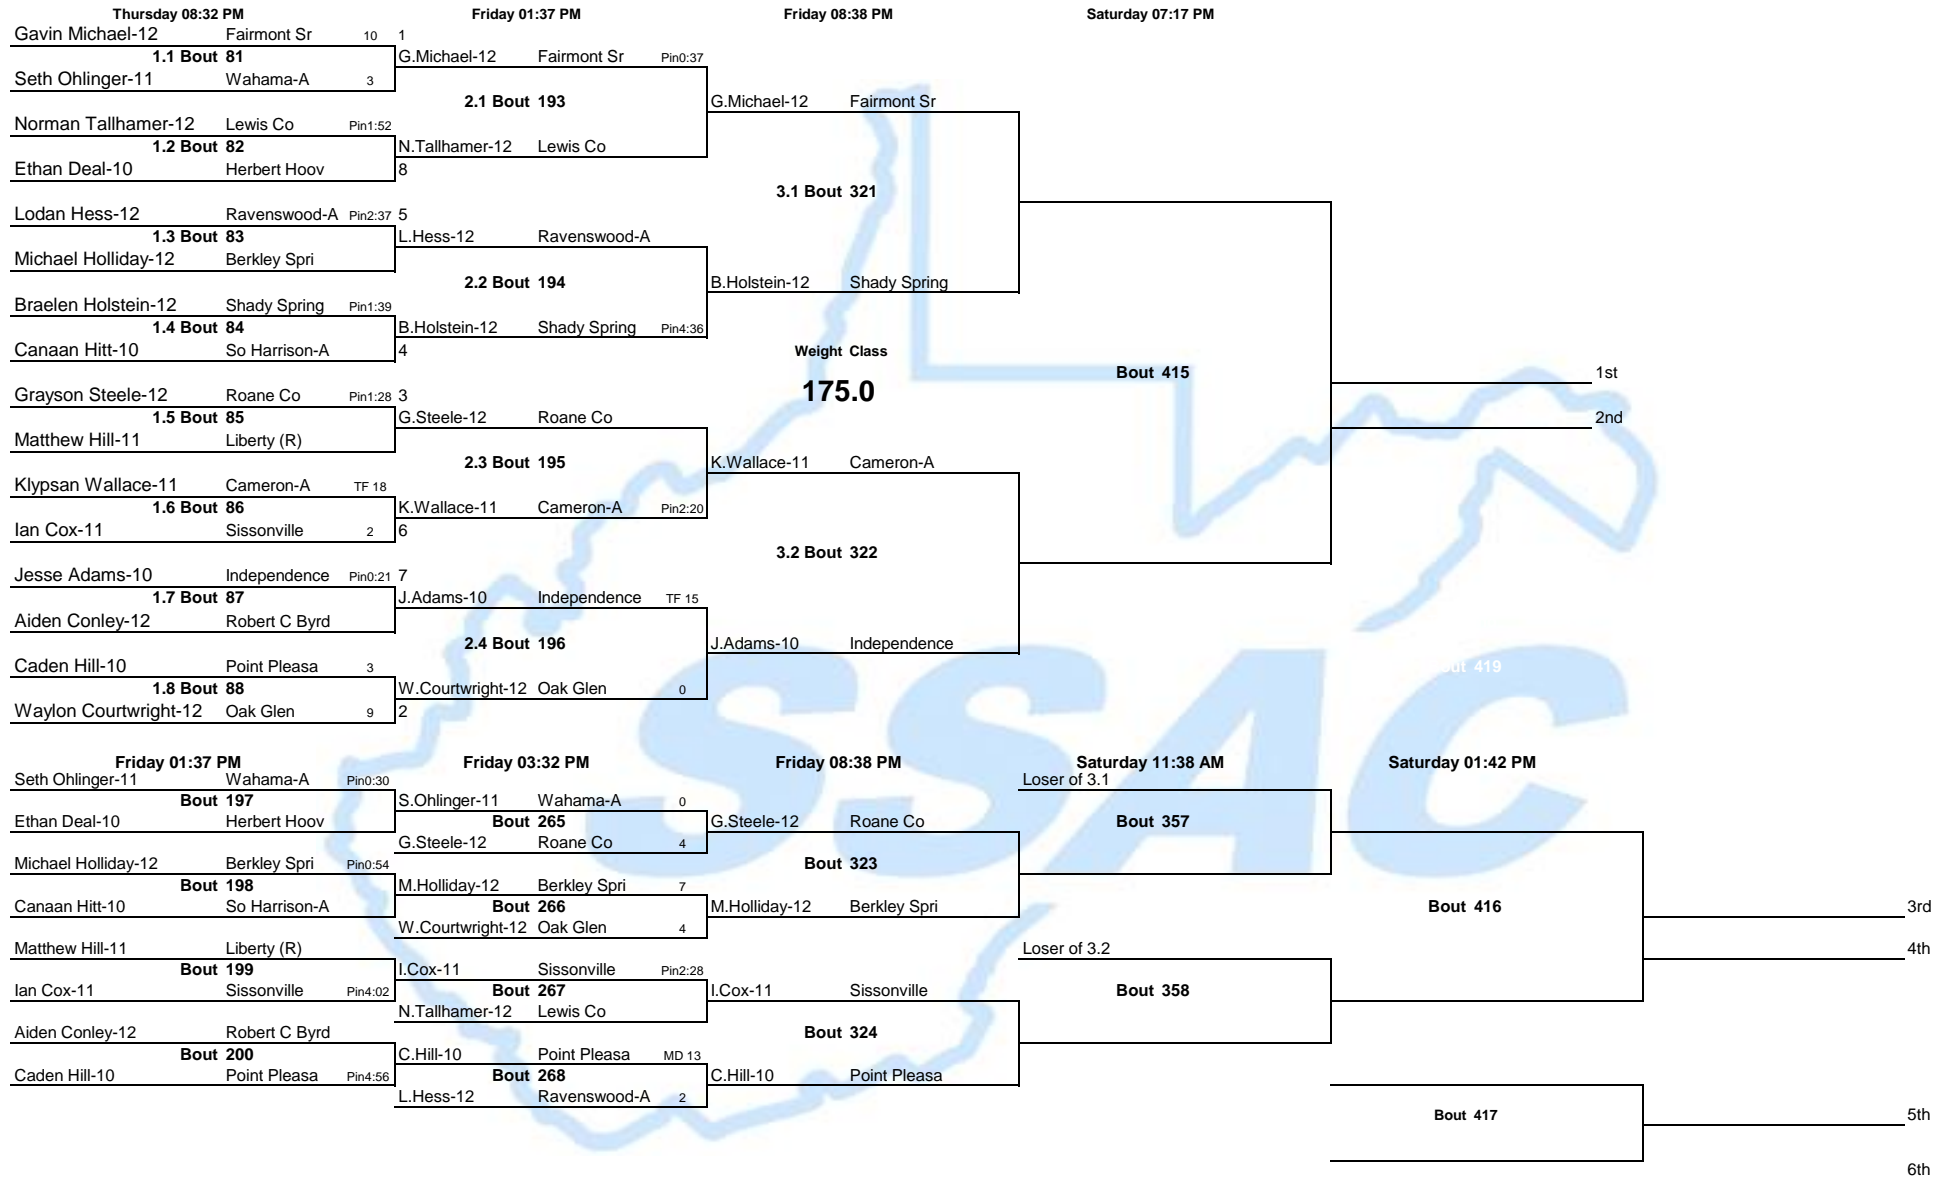 Thursday 08:32 PM Friday 01:37 PM Friday 08:38 PM Saturday 07:17 PM
Gavin Michael-12 Fairmont Sr 10 1
1.1 Bout 81 G.Michael-12 Fairmont Sr Pin0:37
Seth Ohlinger-11 Wahama-A 3
2.1 Bout 193 G.Michael-12 Fairmont Sr
Norman Tallhamer-12 Lewis Co Pin1:52
1.2 Bout 82 N.Tallhamer-12 Lewis Co
Ethan Deal-10 Herbert Hoov 8
3.1 Bout 321
Lodan Hess-12 Ravenswood-A Pin2:37 5
1.3 Bout 83 L.Hess-12 Ravenswood-A
Michael Holliday-12 Berkley Spri
2.2 Bout 194 B.Holstein-12 Shady Spring
Braelen Holstein-12 Shady Spring Pin1:39
1.4 Bout 84 B.Holstein-12 Shady Spring Pin4:36
Canaan Hitt-10 So Harrison-A 4 Weight Class
Bout 415 1st
Grayson Steele-12 Roane Co Pin1:28 3 175.0
1.5 Bout 85 G.Steele-12 Roane Co 2nd
Matthew Hill-11 Liberty (R)
2.3 Bout 195 K.Wallace-11 Cameron-A
Klypsan Wallace-11 Cameron-A TF 18
1.6 Bout 86 K.Wallace-11 Cameron-A Pin2:20
Ian Cox-11 Sissonville 2 6
3.2 Bout 322
Jesse Adams-10 Independence Pin0:21 7
1.7 Bout 87 J.Adams-10 Independence TF 15
Aiden Conley-12 Robert C Byrd
2.4 Bout 196 J.Adams-10 Independence
Caden Hill-10 Point Pleasa 3 419
1.8 Bout 88 W.Courtwright-12 Oak Glen 0
Waylon Courtwright-12 Oak Glen 9 2
SSAC
Friday 01:37 PM Friday 03:32 PM Friday 08:38 PM Saturday 11:38 AM Saturday 01:42 PM
Seth Ohlinger-11 Wahama-A Pin0:30 Loser of 3.1
Bout 197 S.Ohlinger-11 Wahama-A 0
Ethan Deal-10 Herbert Hoov Bout 265 G.Steele-12 Roane Co Bout 357
G.Steele-12 Roane Co 4
Michael Holliday-12 Berkley Spri Pin0:54 Bout 323
Bout 198 M.Holliday-12 Berkley Spri 7
Canaan Hitt-10 So Harrison-A Bout 266 M.Holliday-12 Berkley Spri Bout 416 3rd
W.Courtwright-12 Oak Glen 4
Matthew Hill-11 Liberty (R) Loser of 3.2 4th
Bout 199 I.Cox-11 Sissonville Pin2:28
Ian Cox-11 Sissonville Pin4:02 Bout 267 I.Cox-11 Sissonville Bout 358
N.Tallhamer-12 Lewis Co
Aiden Conley-12 Robert C Byrd Bout 324
Bout 200 C.Hill-10 Point Pleasa MD 13
Caden Hill-10 Point Pleasa Pin4:56 Bout 268 C.Hill-10 Point Pleasa
L.Hess-12 Ravenswood-A 2
Bout 417 5th
6th